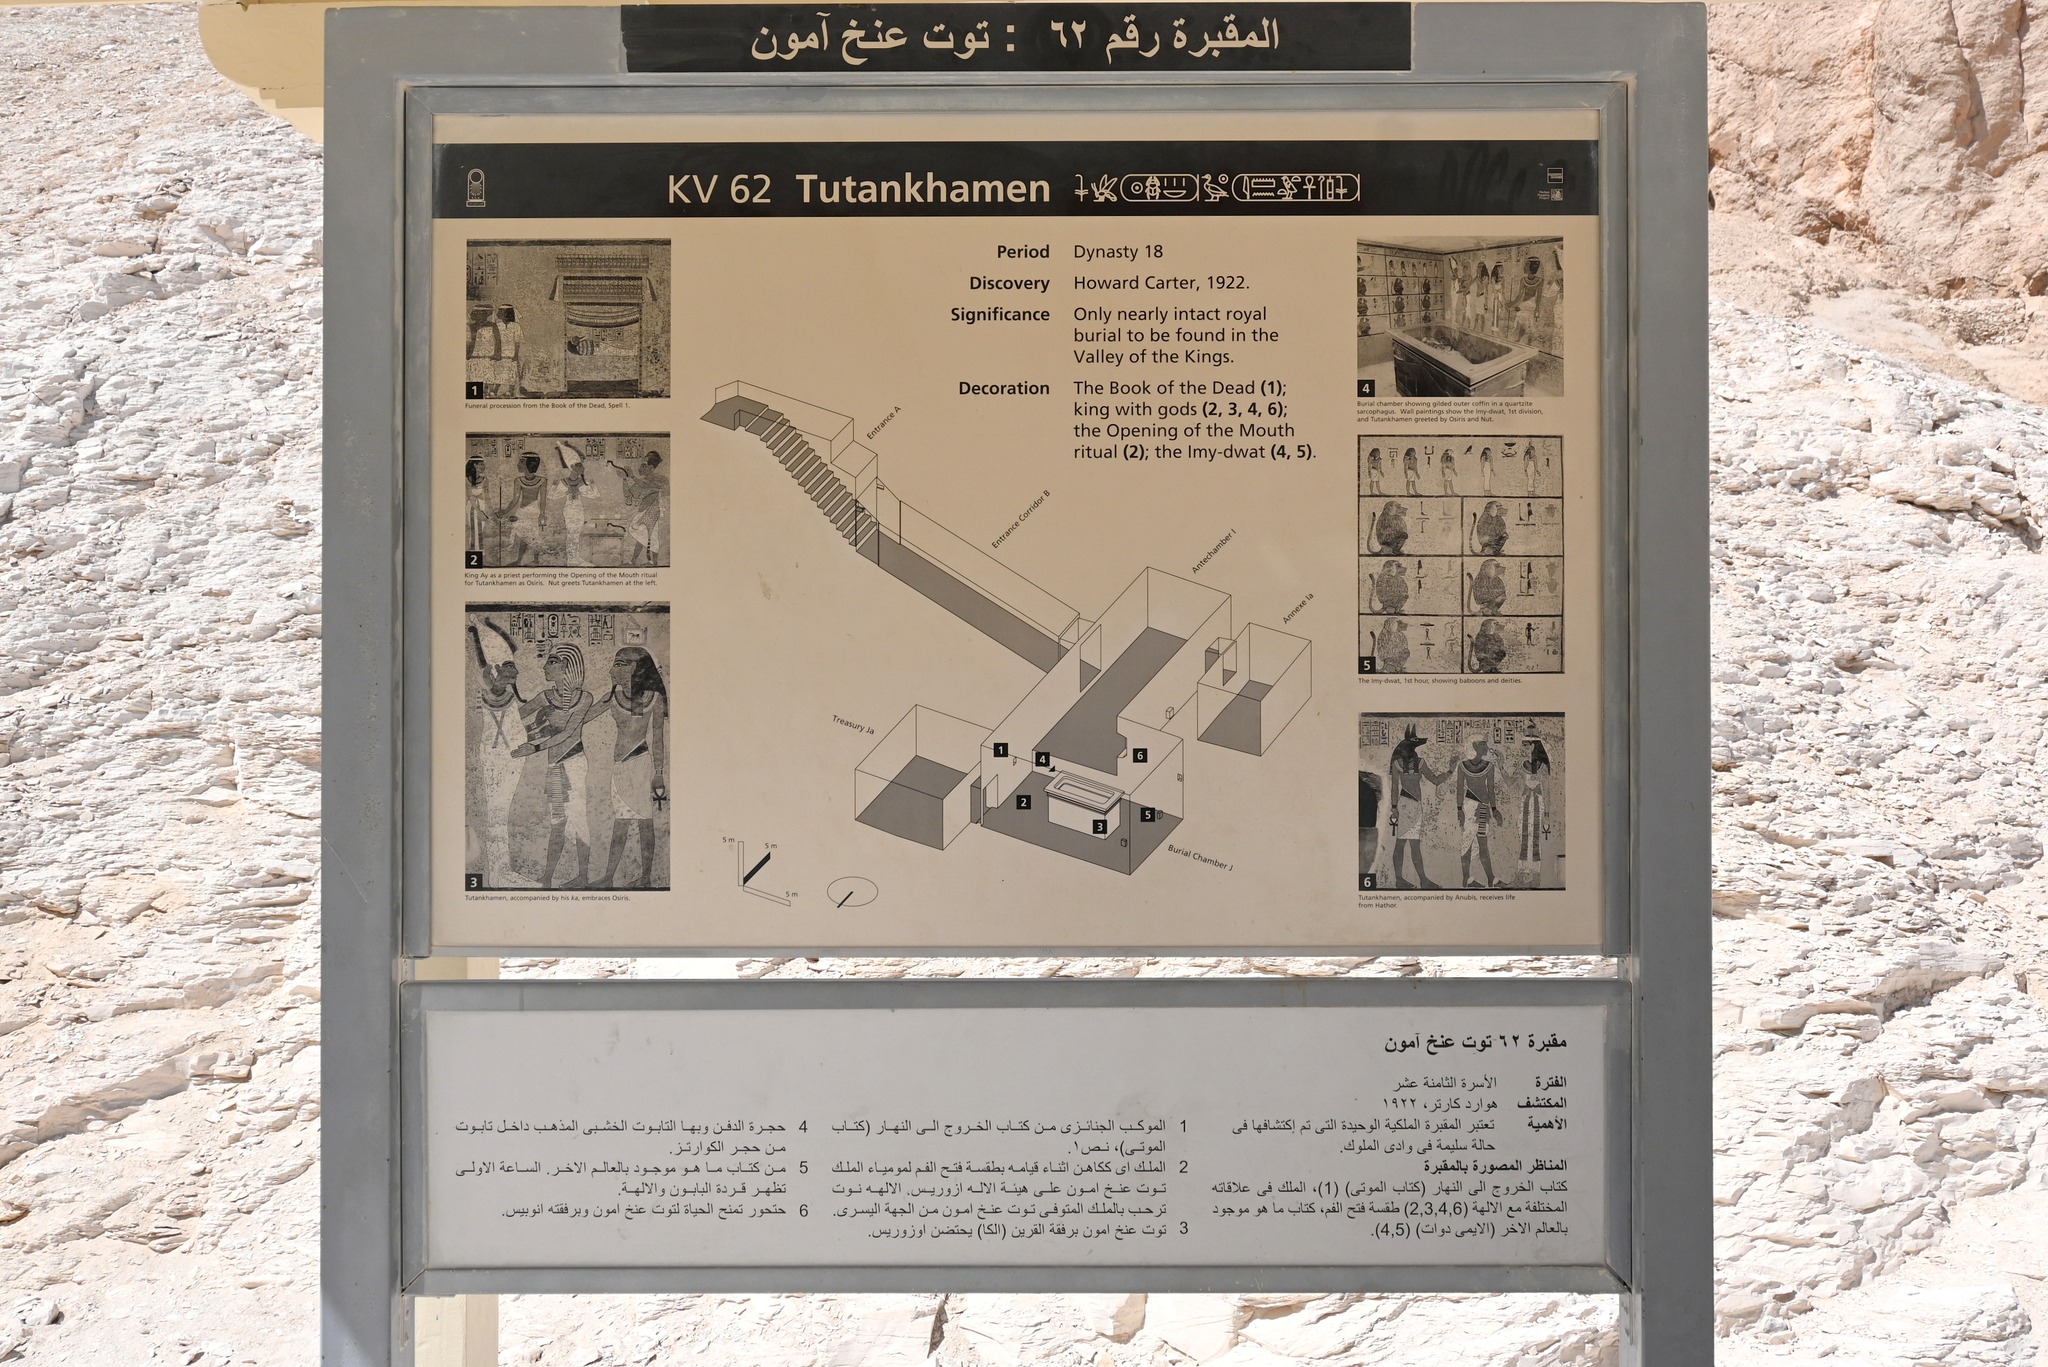 المقبرة رقم ٦٢ : توت عنخ آمون
KV 62 Tutankhamen
Period Dynasty 18
Discovery Howard Carter, 1922.
Significance Only nearly intact royal
burial to be found in the
Valley of the Kings.
Decoration The Book of the Dead (1);
king with gods (2, 3, 4, 6);
the Opening of the Mouth
ritual (2); the Imy-dwat (4, 5).
1
Funeral procession from the Book of the Dead, Spell 1.
2
King Ay as a priest performing the Opening of the Mouth ritual
for Tutankhamen as Osiris. Nut greets Tutankhamen at the left.
3
Tutankhamen, accompanied by his ka, embraces Osiris.
Entrance A
Entrance Corridor B
Antechamber I
Annexe Ia
Treasury Ja
Burial Chamber J
1
4
6
2
3
5
5 m
5 m
5 m
4
Burial chamber showing gilded outer coffin in a quartzite
sarcophagus. Wall paintings show the Imy-dwat, 1st division,
and Tutankhamen greeted by Osiris and Nut.
5
The Imy-dwat, 1st hour, showing baboons and deities.
6
Tutankhamen, accompanied by Anubis, receives life
from Hathor.
مقبرة ٦٢ توت عنخ آمون
الفترة الأسرة الثامنة عشر
المكتشف هوارد كارتر، ١٩٢٢
الأهمية تعتبر المقبرة الملكية الوحيدة التى تم إكتشافها فى
حالة سليمة فى وادى الملوك.
المناظر المصورة بالمقبرة
كتاب الخروج الى النهار (كتاب الموتى) (1)، الملك فى علاقاته
المختلفة مع الالهة (2,3,4,6) طقسة فتح الفم، كتاب ما هو موجود
بالعالم الاخر (الايمى دوات) (4,5).
1 الموكب الجنائزى من كتاب الخروج الى النهار (كتاب
الموتى)، نص١.
2 الملك اى ككاهن اثناء قيامه بطقسة فتح الفم لمومياء الملك
توت عنخ امون على هيئة الاله ازوريس. الالهه نوت
ترحب بالملك المتوفى توت عنخ امون من الجهة اليسرى.
3 توت عنخ امون برفقة القرين (الكا) يحتضن اوزوريس.
4 حجرة الدفن وبها التابوت الخشبى المذهب داخل تابوت
من حجر الكوارتز.
5 من كتاب ما هو موجود بالعالم الاخر. الساعة الاولى
تظهر قردة البابون والالهة.
6 حتحور تمنح الحياة لتوت عنخ امون وبرفقته انوبيس.